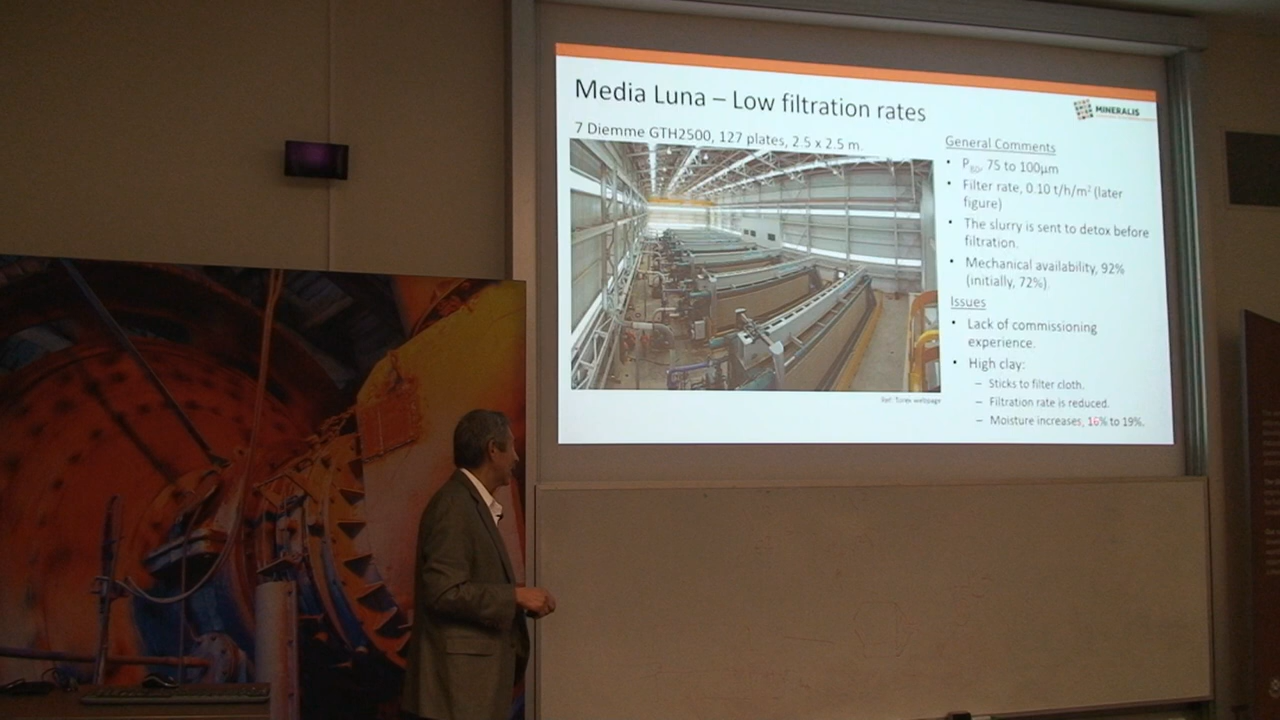 Media Luna – Low filtration rates
MINERALIS
7 Diemme GTH2500, 127 plates, 2.5 x 2.5 m.
General Comments
• P80, 75 to 100µm
• Filter rate, 0.10 t/h/m² (later
figure)
• The slurry is sent to detox before
filtration.
• Mechanical availability, 92%
(initially, 72%).
Issues
• Lack of commissioning
experience.
• High clay:
– Sticks to filter cloth.
– Filtration rate is reduced.
– Moisture increases, 16% to 19%.
Ref: Torex webpage